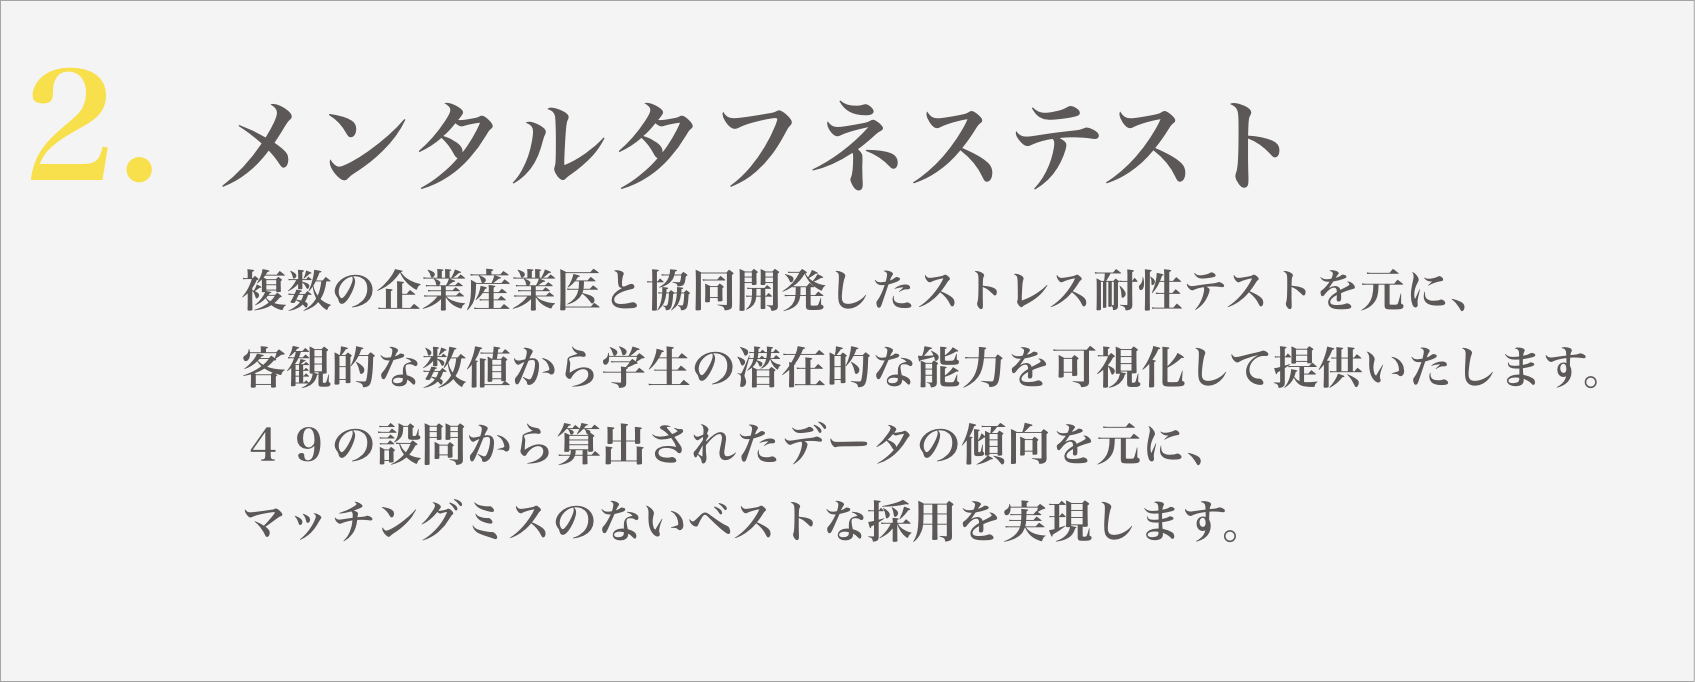 2. メンタルタフネステスト
複数の企業産業医と協同開発したストレス耐性テストを元に、
客観的な数値から学生の潜在的な能力を可視化して提供いたします。
４９の設問から算出されたデータの傾向を元に、
マッチングミスのないベストな採用を実現します。